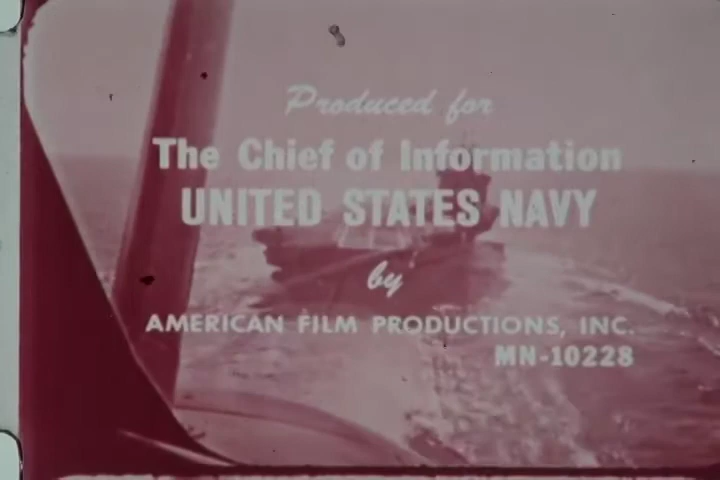 Produced for
The Chief of Information
UNITED STATES NAVY
by
AMERICAN FILM PRODUCTIONS, INC.
MN-10228